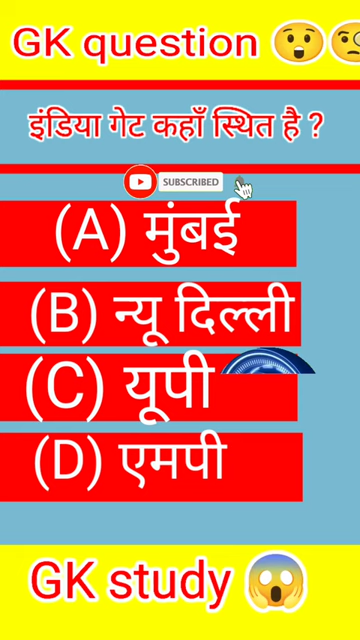 GK question 😲🧐
इंडिया गेट कहाँ स्थित है ?
SUBSCRIBED
(A) मुंबई
(B) न्यू दिल्ली
(C) यूपी
(D) एमपी
GK study 😱